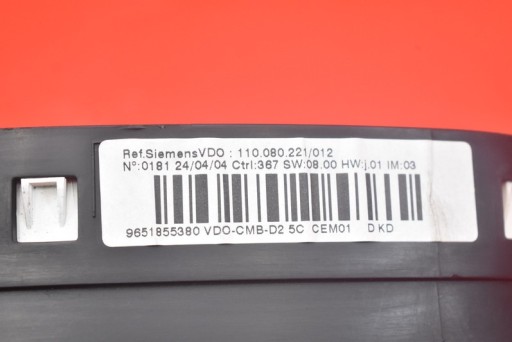 Ref.SiemensVDO : 110.080.221/012
Nº:0181 24/04/04 Ctrl:367 SW:08.00 HW:j.01 IM:03
9651855380 VDO-CMB-D2 5C CEM01 D KD